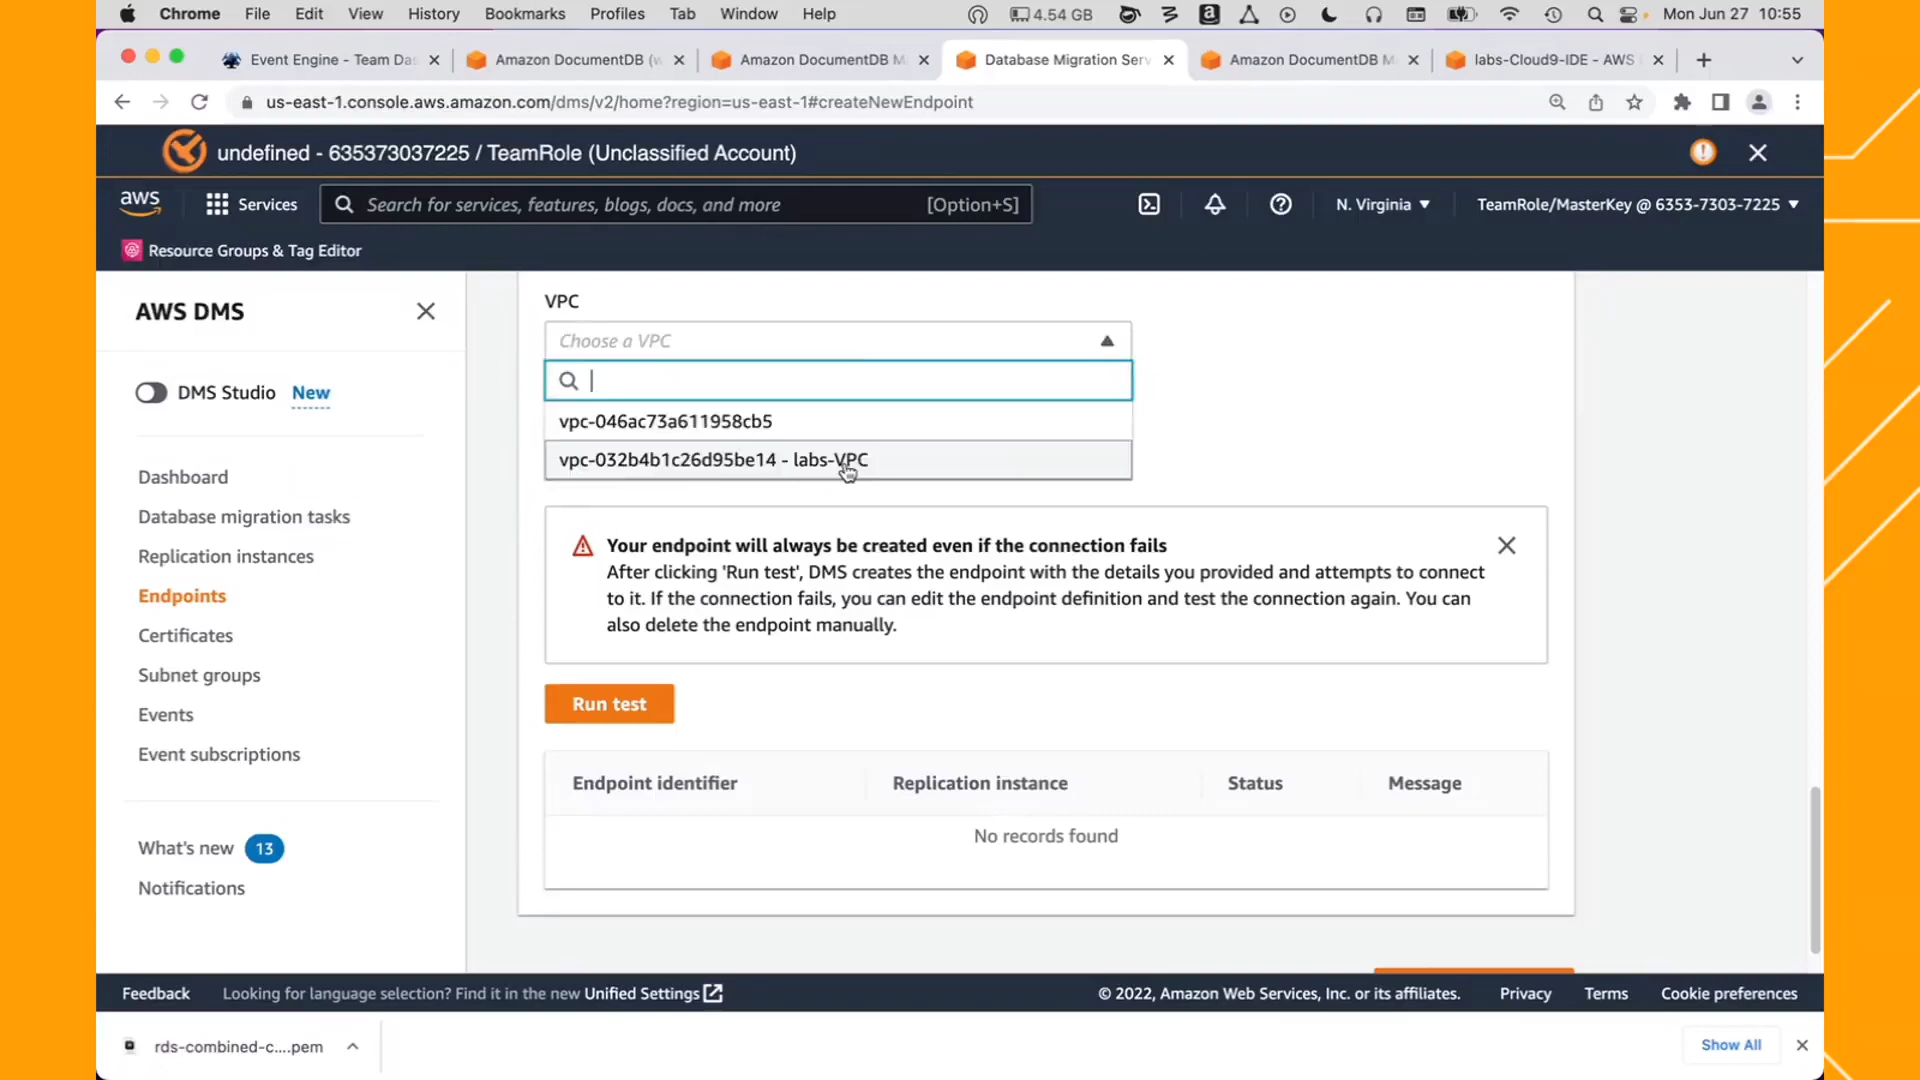 Chrome File Edit View History Bookmarks Profiles Tab Window Help 4.54 GB Mon Jun 27 10:55
Event Engine - Team Das
Amazon DocumentDB (w
Amazon DocumentDB M
Database Migration Serv
Amazon DocumentDB M
labs-Cloud9-IDE - AWS
us-east-1.console.aws.amazon.com/dms/v2/home?region=us-east-1#createNewEndpoint
undefined - 635373037225 / TeamRole (Unclassified Account)
aws Services Search for services, features, blogs, docs, and more [Option+S] N. Virginia TeamRole/MasterKey @ 6353-7303-7225
Resource Groups & Tag Editor
AWS DMS
DMS Studio New
Dashboard
Database migration tasks
Replication instances
Endpoints
Certificates
Subnet groups
Events
Event subscriptions
What's new 13
Notifications
VPC
Choose a VPC
vpc-046ac73a611958cb5
vpc-032b4b1c26d95be14 - labs-VPC
Your endpoint will always be created even if the connection fails
After clicking 'Run test', DMS creates the endpoint with the details you provided and attempts to connect
to it. If the connection fails, you can edit the endpoint definition and test the connection again. You can
also delete the endpoint manually.
Run test
Endpoint identifier Replication instance Status Message
No records found
Feedback Looking for language selection? Find it in the new Unified Settings © 2022, Amazon Web Services, Inc. or its affiliates. Privacy Terms Cookie preferences
rds-combined-c....pem Show All